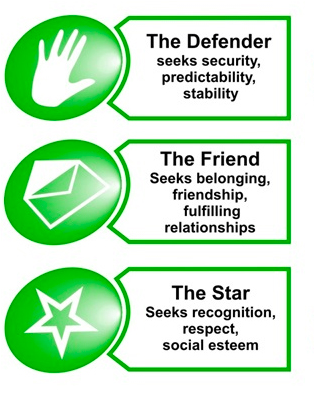 The Defender
seeks security,
predictability,
stability
The Friend
Seeks belonging,
friendship,
fulfilling
relationships
The Star
Seeks recognition,
respect,
social esteem